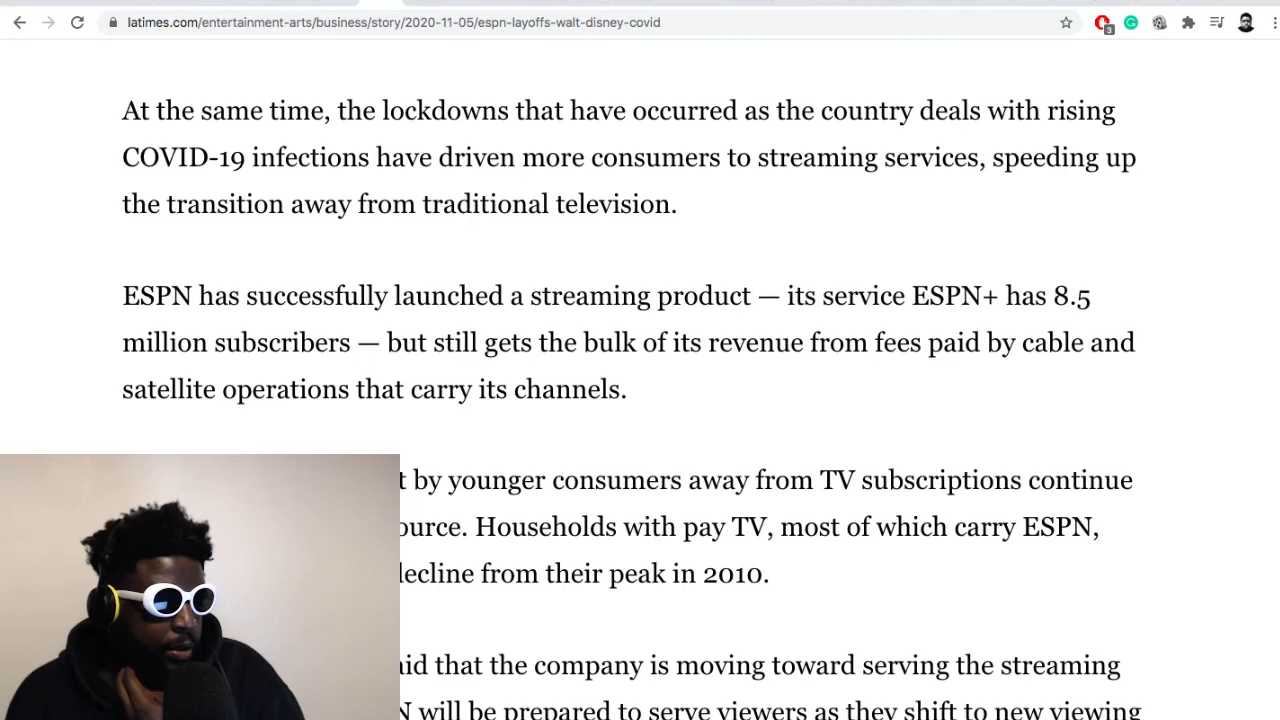 latimes.com/entertainment-arts/business/story/2020-11-05/espn-layoffs-walt-disney-covid
3
At the same time, the lockdowns that have occurred as the country deals with rising
COVID-19 infections have driven more consumers to streaming services, speeding up
the transition away from traditional television.
ESPN has successfully launched a streaming product — its service ESPN+ has 8.5
million subscribers — but still gets the bulk of its revenue from fees paid by cable and
satellite operations that carry its channels.
by younger consumers away from TV subscriptions continue
Households with pay TV, most of which carry ESPN,
decline from their peak in 2010.
that the company is moving toward serving the streaming
will be prepared to serve viewers as they shift to new viewing